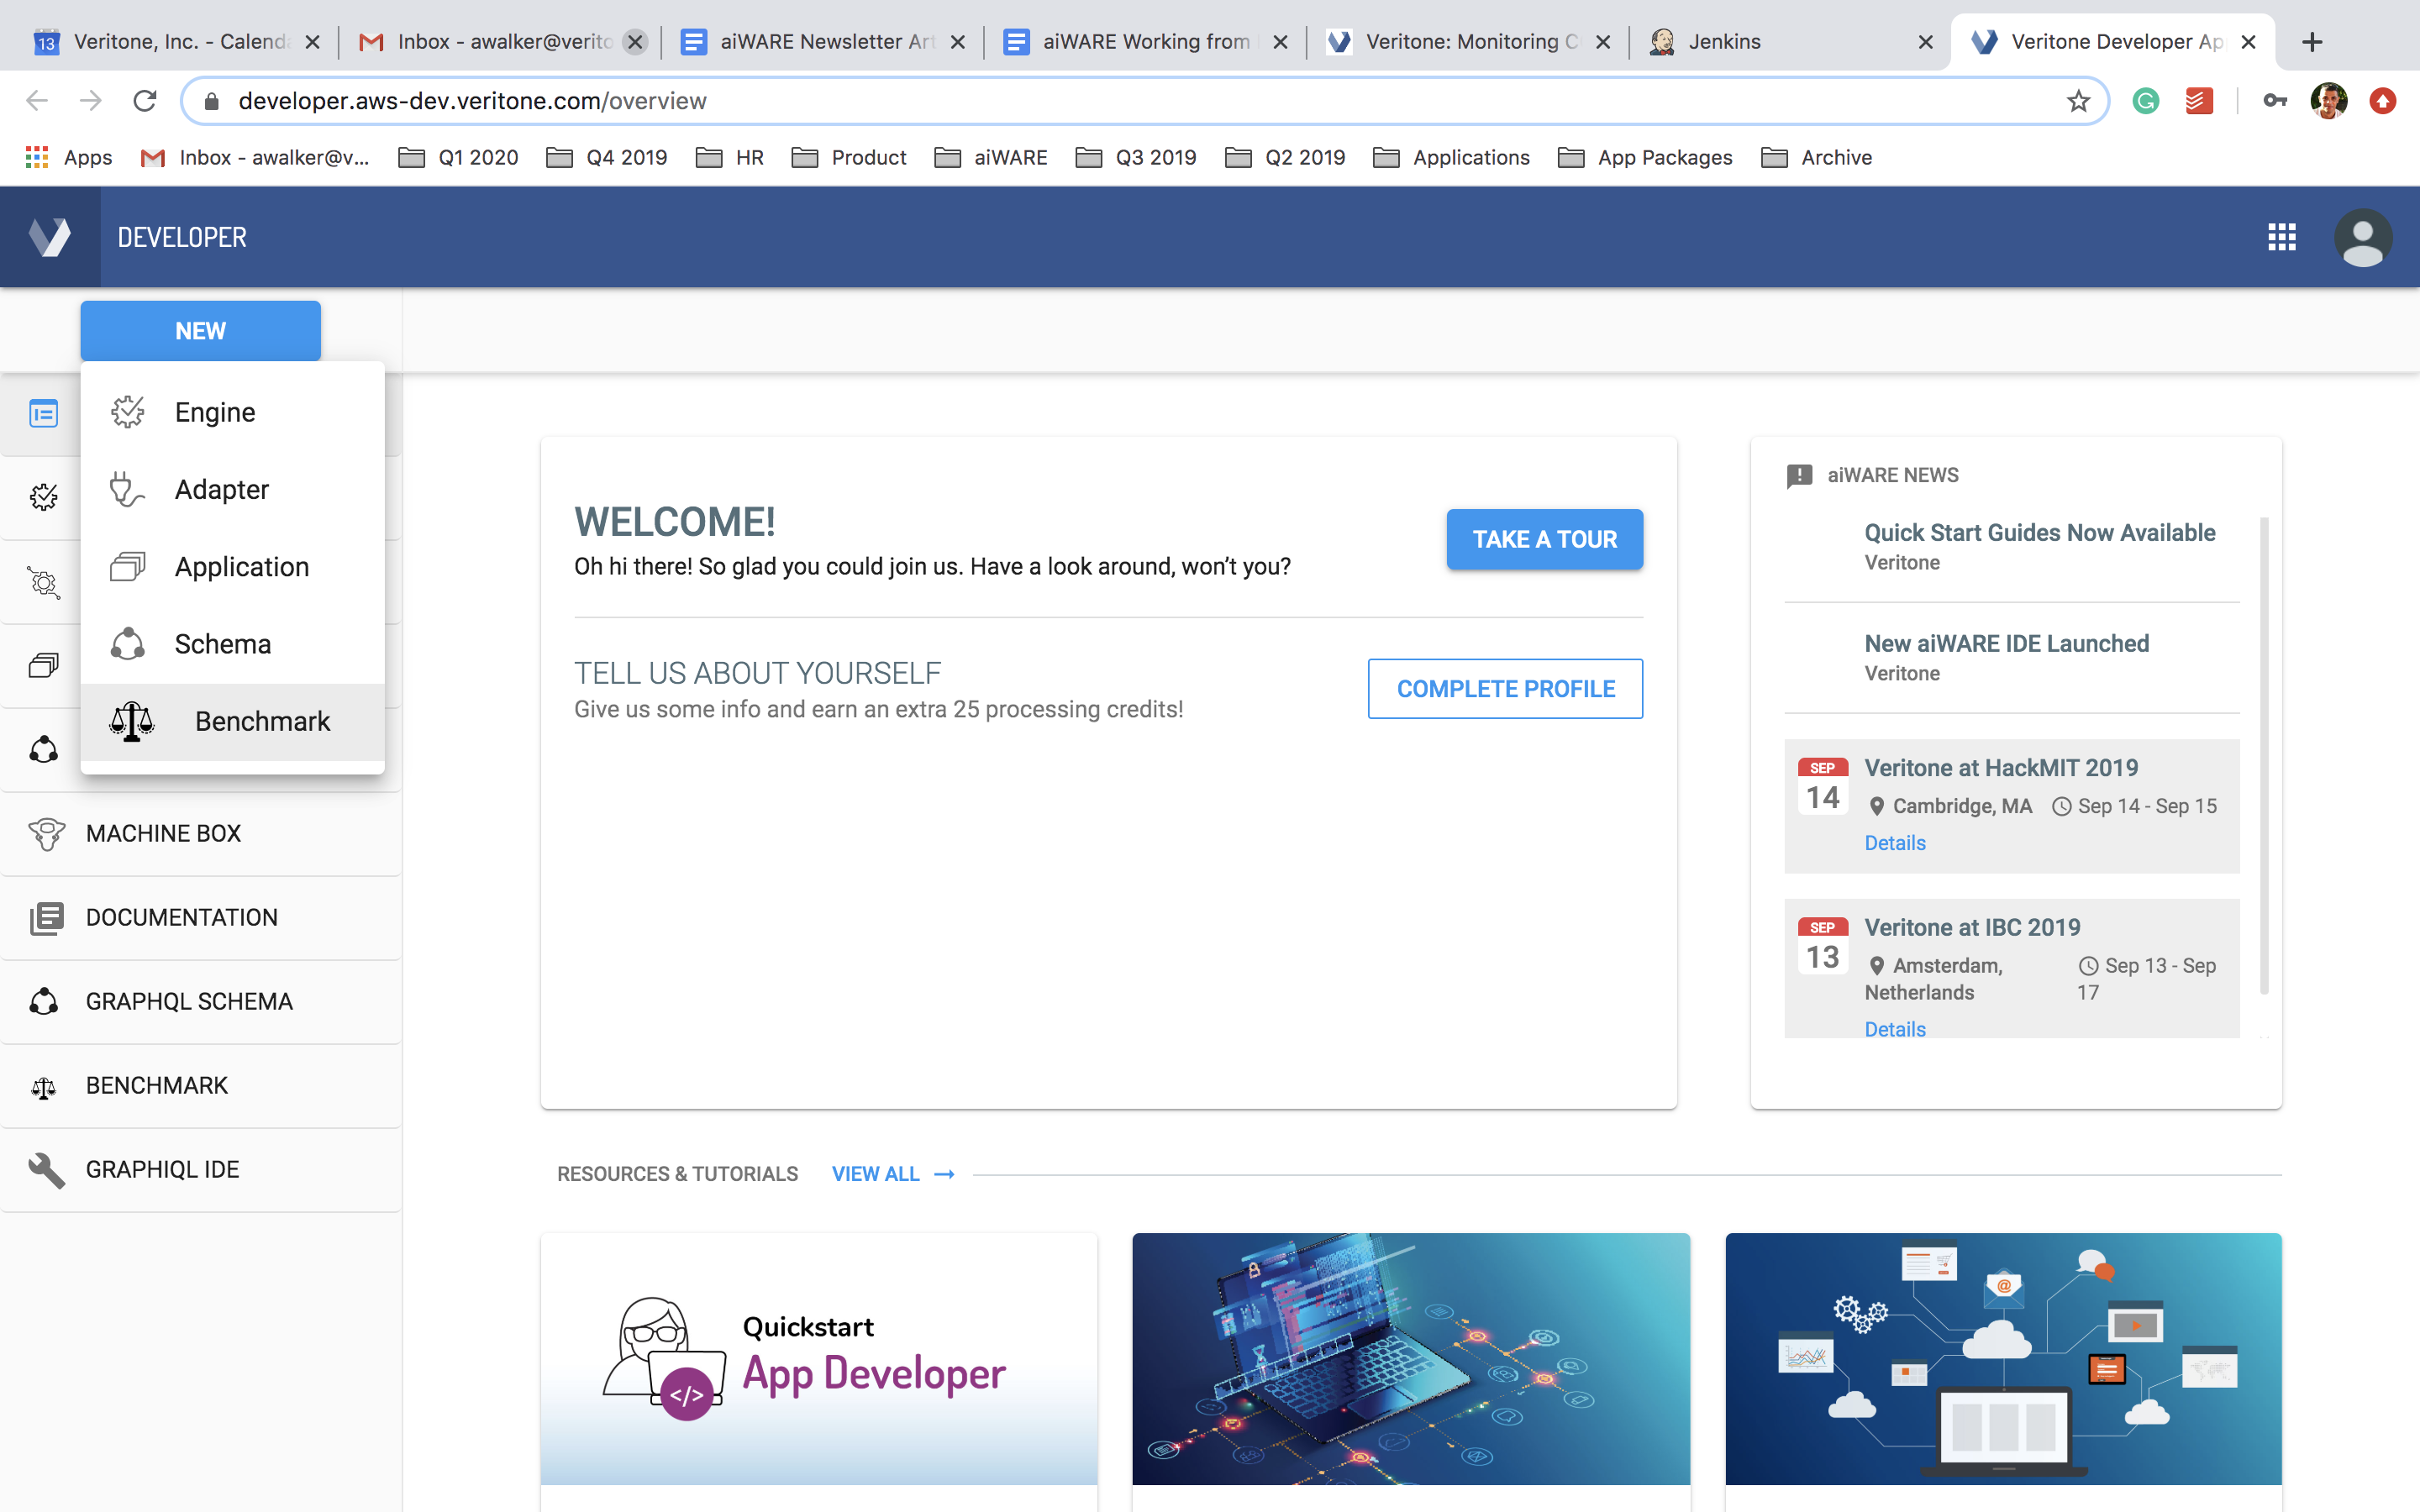 13 Veritone, Inc. - Calend
Inbox - awalker@verito
aiWARE Newsletter Art
aiWARE Working from
Veritone: Monitoring C
Jenkins
Veritone Developer Ap
developer.aws-dev.veritone.com/overview
Apps
Inbox - awalker@v...
Q1 2020
Q4 2019
HR
Product
aiWARE
Q3 2019
Q2 2019
Applications
App Packages
Archive
DEVELOPER
NEW
Engine
Adapter
Application
Schema
Benchmark
MACHINE BOX
DOCUMENTATION
GRAPHQL SCHEMA
BENCHMARK
GRAPHIQL IDE
WELCOME!
Oh hi there! So glad you could join us. Have a look around, won't you?
TAKE A TOUR
TELL US ABOUT YOURSELF
Give us some info and earn an extra 25 processing credits!
COMPLETE PROFILE
aiWARE NEWS
Quick Start Guides Now Available
Veritone
New aiWARE IDE Launched
Veritone
SEP
14
Veritone at HackMIT 2019
Cambridge, MA
Sep 14 - Sep 15
Details
SEP
13
Veritone at IBC 2019
Amsterdam,
Netherlands
Sep 13 - Sep
17
Details
RESOURCES & TUTORIALS
VIEW ALL →
Quickstart
App Developer
</>
@